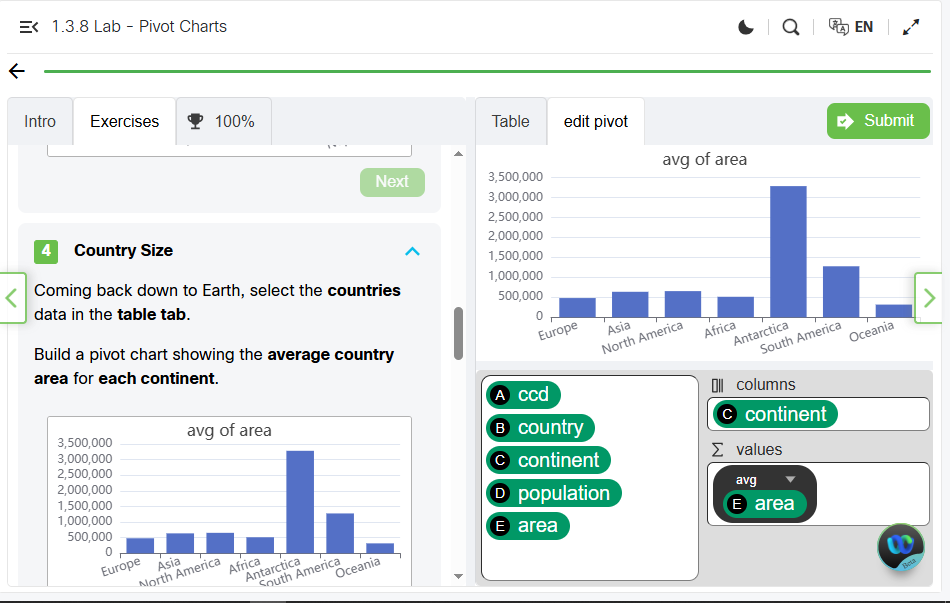 1.3.8 Lab - Pivot Charts
EN
Intro
Exercises
100%
Table
edit pivot
Submit
Next
4 Country Size
Coming back down to Earth, select the countries
data in the table tab.
Build a pivot chart showing the average country
area for each continent.
avg of area
3,500,000
3,000,000
2,500,000
2,000,000
1,500,000
1,000,000
500,000
0
Europe
Asia
North America
Africa
Antarctica
South America
Oceania
avg of area
3,500,000
3,000,000
2,500,000
2,000,000
1,500,000
1,000,000
500,000
0
Europe
Asia
North America
Africa
Antarctica
South America
Oceania
A ccd
B country
C continent
D population
E area
columns
C continent
Σ values
avg
E area
Beta